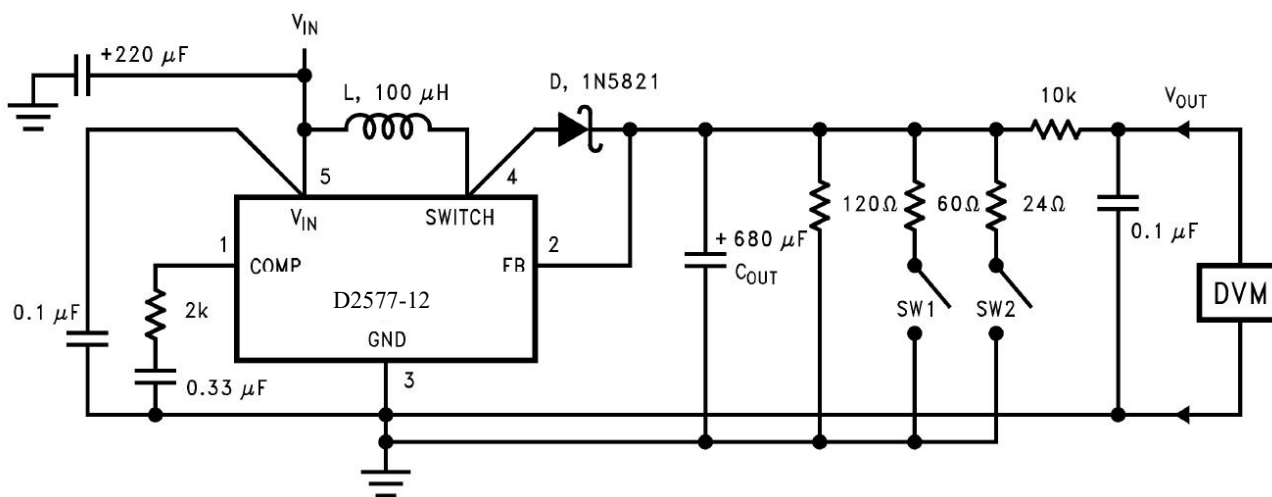 V_IN
+220 μF
L, 100 μH
D, 1N5821
10k
V_OUT
5
4
V_IN
SWITCH
1
2
COMP
FB
120Ω
60Ω
24Ω
0.1 μF
+ 680 μF
C_OUT
D2577-12
0.1 μF
2k
GND
SW1
SW2
DVM
3
0.33 μF